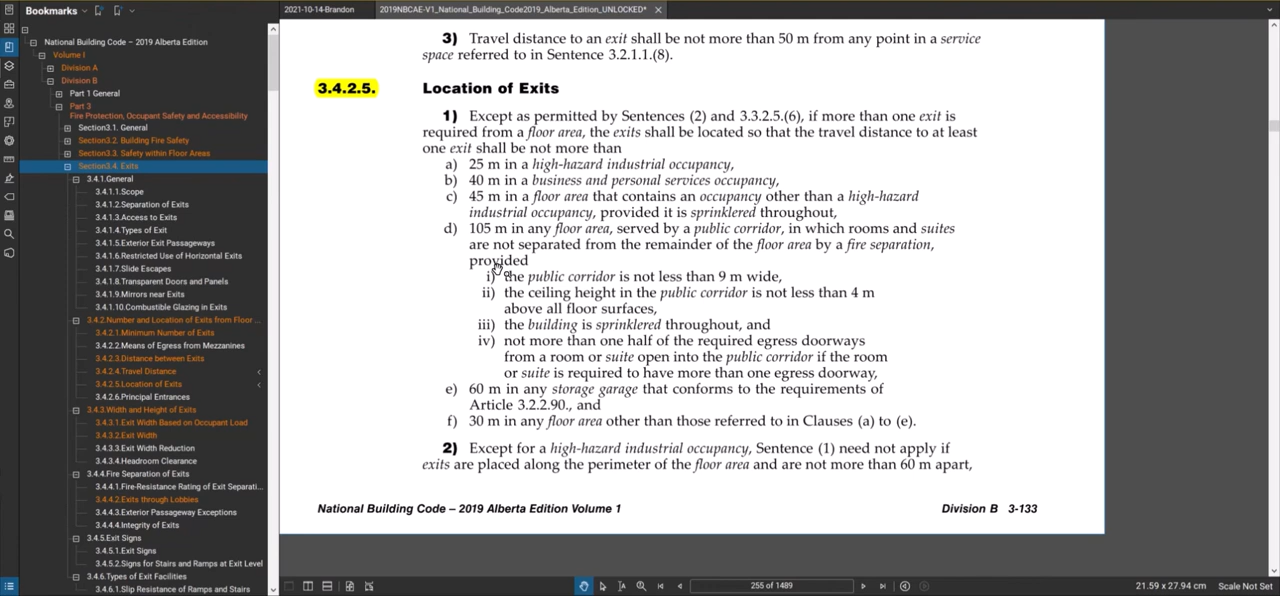 Bookmarks
2021-10-14-Brandon
2019NBCAE-V1_National_Building_Code2019_Alberta_Edition_UNLOCKED*
National Building Code – 2019 Alberta Edition
Volume I
Division A
Division B
Part 1 General
Part 3
Fire Protection, Occupant Safety and Accessibility
Section3.1. General
Section3.2. Building Fire Safety
Section3.3. Safety within Floor Areas
Section3.4. Exits
3.4.1.General
3.4.1.1.Scope
3.4.1.2.Separation of Exits
3.4.1.3.Access to Exits
3.4.1.4.Types of Exit
3.4.1.5.Exterior Exit Passageways
3.4.1.6.Restricted Use of Horizontal Exits
3.4.1.7.Slide Escapes
3.4.1.8.Transparent Doors and Panels
3.4.1.9.Mirrors near Exits
3.4.1.10.Combustible Glazing in Exits
3.4.2.Number and Location of Exits from Floor ...
3.4.2.1.Minimum Number of Exits
3.4.2.2.Means of Egress from Mezzanines
3.4.2.3.Distance between Exits
3.4.2.4.Travel Distance
3.4.2.5.Location of Exits
3.4.2.6.Principal Entrances
3.4.3.Width and Height of Exits
3.4.3.1.Exit Width Based on Occupant Load
3.4.3.2.Exit Width
3.4.3.3.Exit Width Reduction
3.4.3.4.Headroom Clearance
3.4.4.Fire Separation of Exits
3.4.4.1.Fire-Resistance Rating of Exit Separati...
3.4.4.2.Exits through Lobbies
3.4.4.3.Exterior Passageway Exceptions
3.4.4.4.Integrity of Exits
3.4.5.Exit Signs
3.4.5.1.Exit Signs
3.4.5.2.Signs for Stairs and Ramps at Exit Level
3.4.6.Types of Exit Facilities
3.4.6.1.Slip Resistance of Ramps and Stairs
3) Travel distance to an exit shall be not more than 50 m from any point in a service
space referred to in Sentence 3.2.1.1.(8).
3.4.2.5. Location of Exits
1) Except as permitted by Sentences (2) and 3.3.2.5.(6), if more than one exit is
required from a floor area, the exits shall be located so that the travel distance to at least
one exit shall be not more than
a) 25 m in a high-hazard industrial occupancy,
b) 40 m in a business and personal services occupancy,
c) 45 m in a floor area that contains an occupancy other than a high-hazard
industrial occupancy, provided it is sprinklered throughout,
d) 105 m in any floor area, served by a public corridor, in which rooms and suites
are not separated from the remainder of the floor area by a fire separation,
provided
i) the public corridor is not less than 9 m wide,
ii) the ceiling height in the public corridor is not less than 4 m
above all floor surfaces,
iii) the building is sprinklered throughout, and
iv) not more than one half of the required egress doorways
from a room or suite open into the public corridor if the room
or suite is required to have more than one egress doorway,
e) 60 m in any storage garage that conforms to the requirements of
Article 3.2.2.90., and
f) 30 m in any floor area other than those referred to in Clauses (a) to (e).
2) Except for a high-hazard industrial occupancy, Sentence (1) need not apply if
exits are placed along the perimeter of the floor area and are not more than 60 m apart,
National Building Code – 2019 Alberta Edition Volume 1
Division B 3-133
255 of 1489
21.59 x 27.94 cm
Scale Not Set